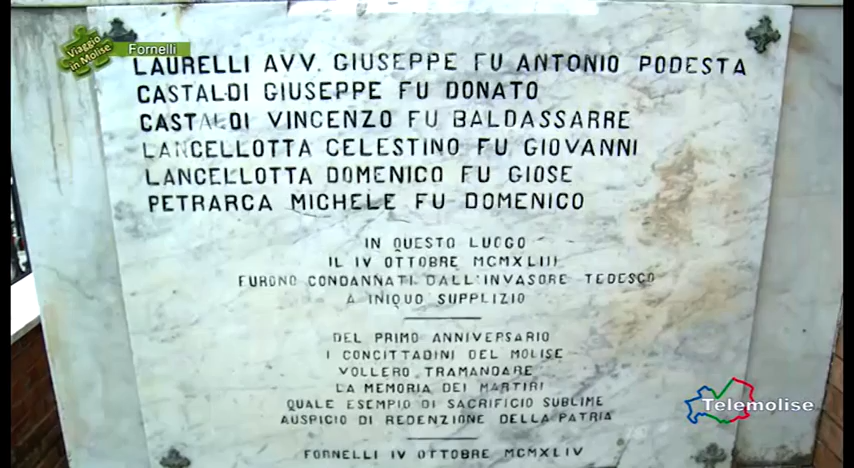 Viaggio
in Molise
Fornelli
LAURELLI AVV. GIUSEPPE FU ANTONIO PODESTA
CASTALDI GIUSEPPE FU DONATO
CASTALDI VINCENZO FU BALDASSARRE
LANCELLOTTA CELESTINO FU GIOVANNI
LANCELLOTTA DOMENICO FU GIOSE
PETRARCA MICHELE FU DOMENICO
IN QUESTO LUOGO
IL IV OTTOBRE MCMXLIII
FURONO CONDANNATI DALL'INVASORE TEDESCO
A INIQUO SUPPLIZIO
DEL PRIMO ANNIVERSARIO
I CONCITTADINI DEL MOLISE
VOLLERO TRAMANDARE
LA MEMORIA DEI MARTIRI
QUALE ESEMPIO DI SACRIFICIO SUBLIME
AUSPICIO DI REDENZIONE DELLA PATRIA
FORNELLI IV OTTOBRE MCMXLIV
Telemolise